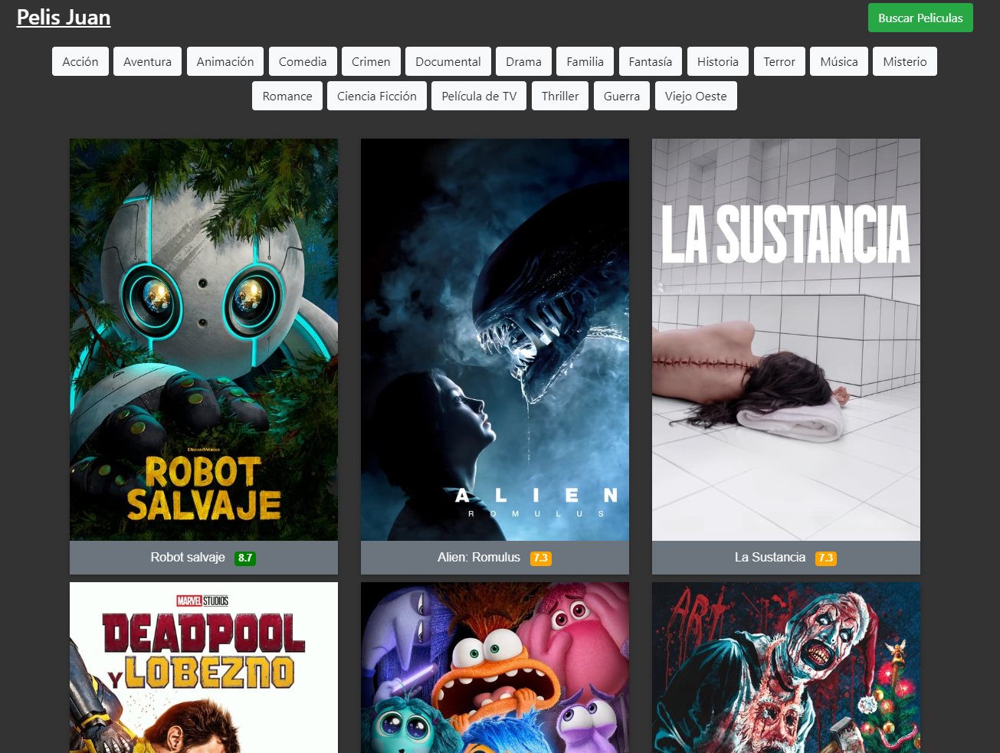 Pelis Juan
Buscar Peliculas
Acción Aventura Animación Comedia Crimen Documental Drama Familia Fantasía Historia Terror Música Misterio
Romance Ciencia Ficción Película de TV Thriller Guerra Viejo Oeste
DREAMWORKS
ROBOT
SALVAJE
ALIEN
ROMULUS
LA SUSTANCIA
Robot salvaje 8.7
Alien: Romulus 7.3
La Sustancia 7.3
MARVEL STUDIOS
DEADPOOL
Y LOBEZNO
ART